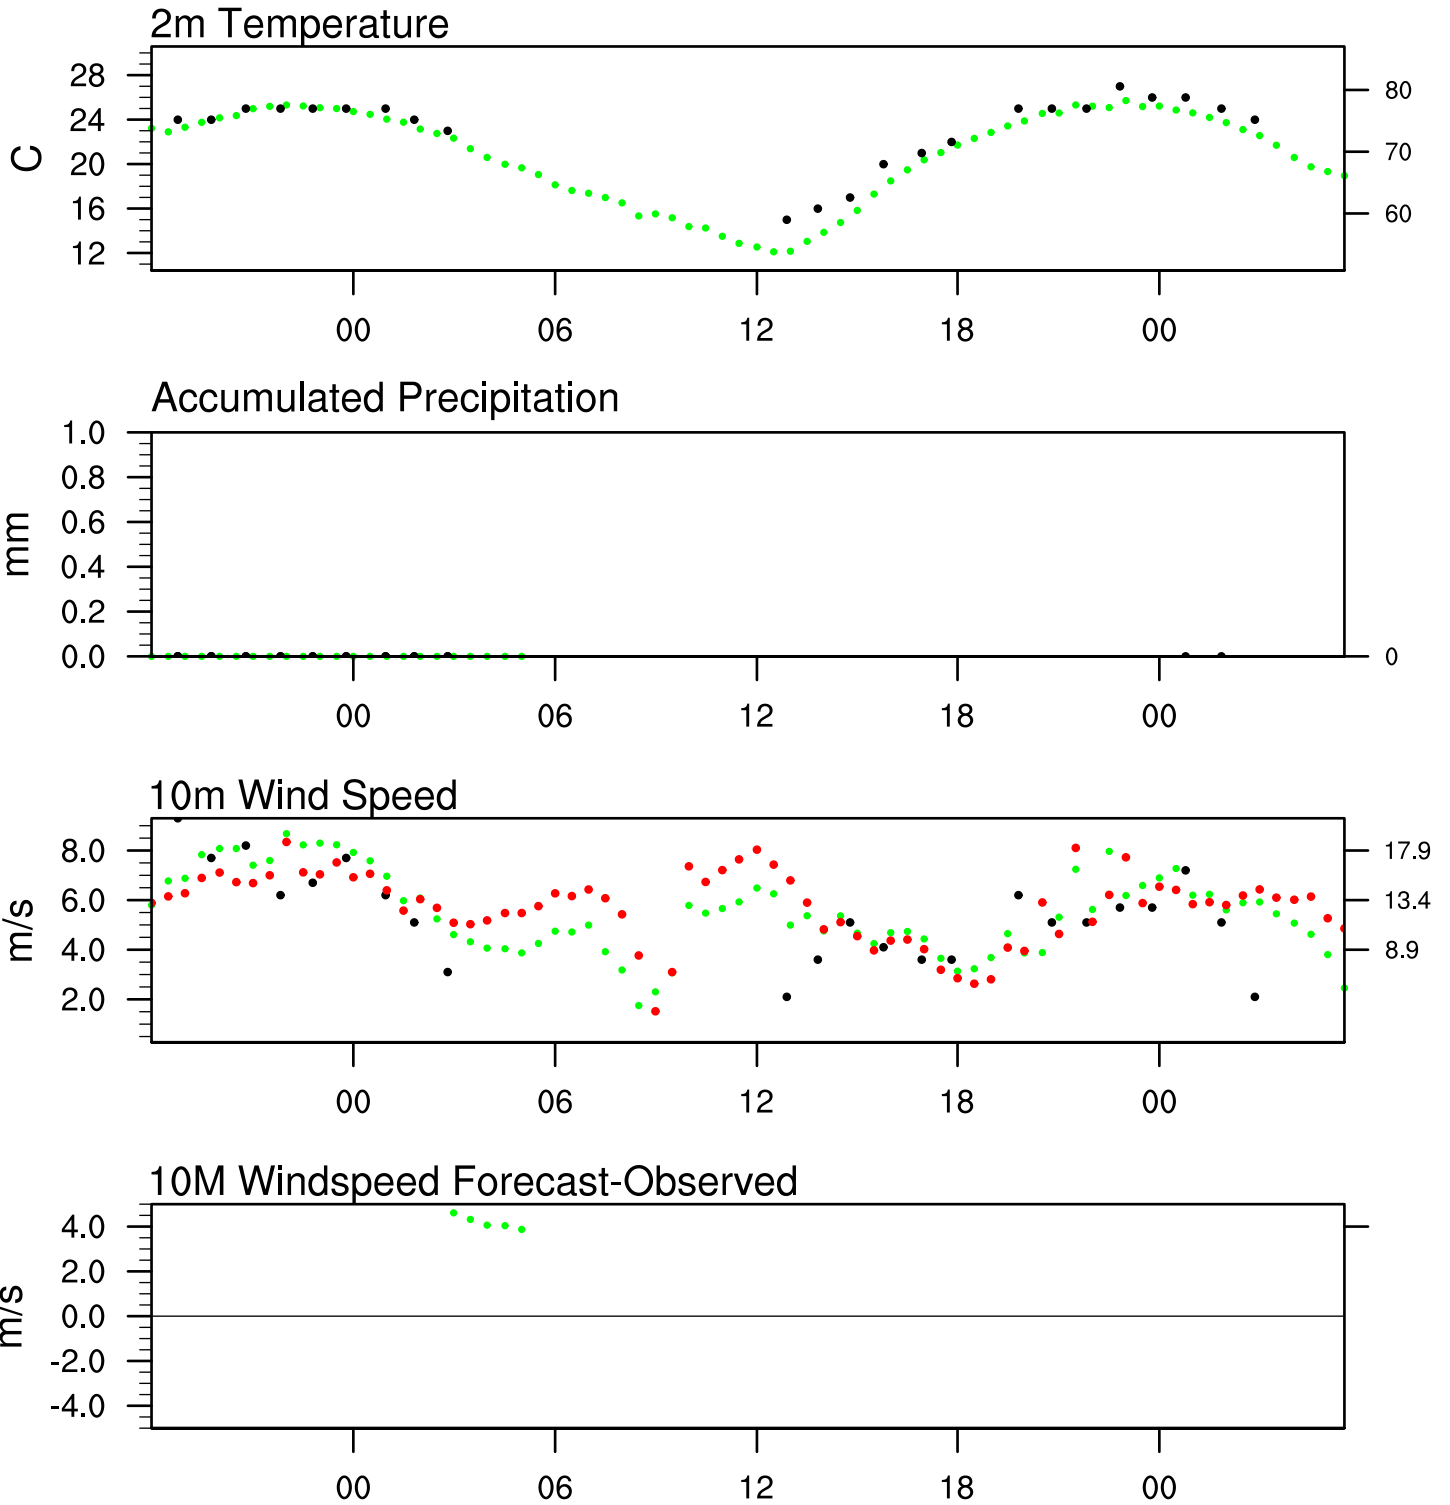 2m Temperature
28
24
20
16
12
C
80
70
60
00 06 12 18 00
Accumulated Precipitation
1.0
0.8
0.6
0.4
0.2
0.0
mm
0
00 06 12 18 00
10m Wind Speed
8.0
6.0
4.0
2.0
m/s
17.9
13.4
8.9
00 06 12 18 00
10M Windspeed Forecast-Observed
4.0
2.0
0.0
-2.0
-4.0
m/s
00 06 12 18 00